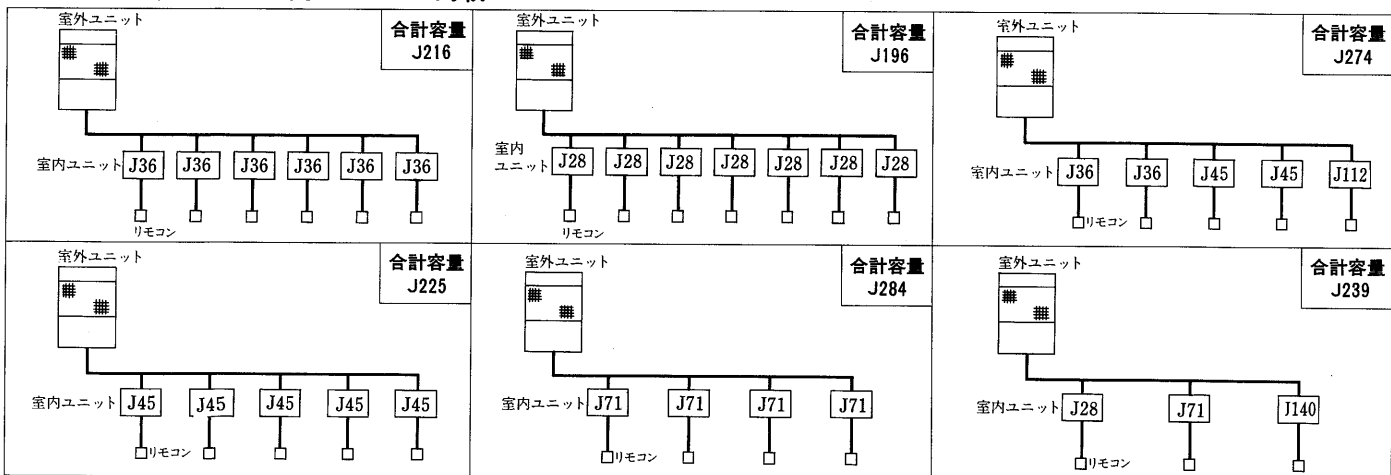 室外ユニット
合計容量
J216
室内ユニット J36 J36 J36 J36 J36 J36
リモコン
室外ユニット
合計容量
J196
室内
ユニット J28 J28 J28 J28 J28 J28 J28
リモコン
室外ユニット
合計容量
J274
室内ユニット J36 J36 J45 J45 J112
リモコン
室外ユニット
合計容量
J225
室内ユニット J45 J45 J45 J45 J45
リモコン
室外ユニット
合計容量
J284
室内ユニット J71 J71 J71 J71
リモコン
室外ユニット
合計容量
J239
室内ユニット J28 J71 J140
リモコン